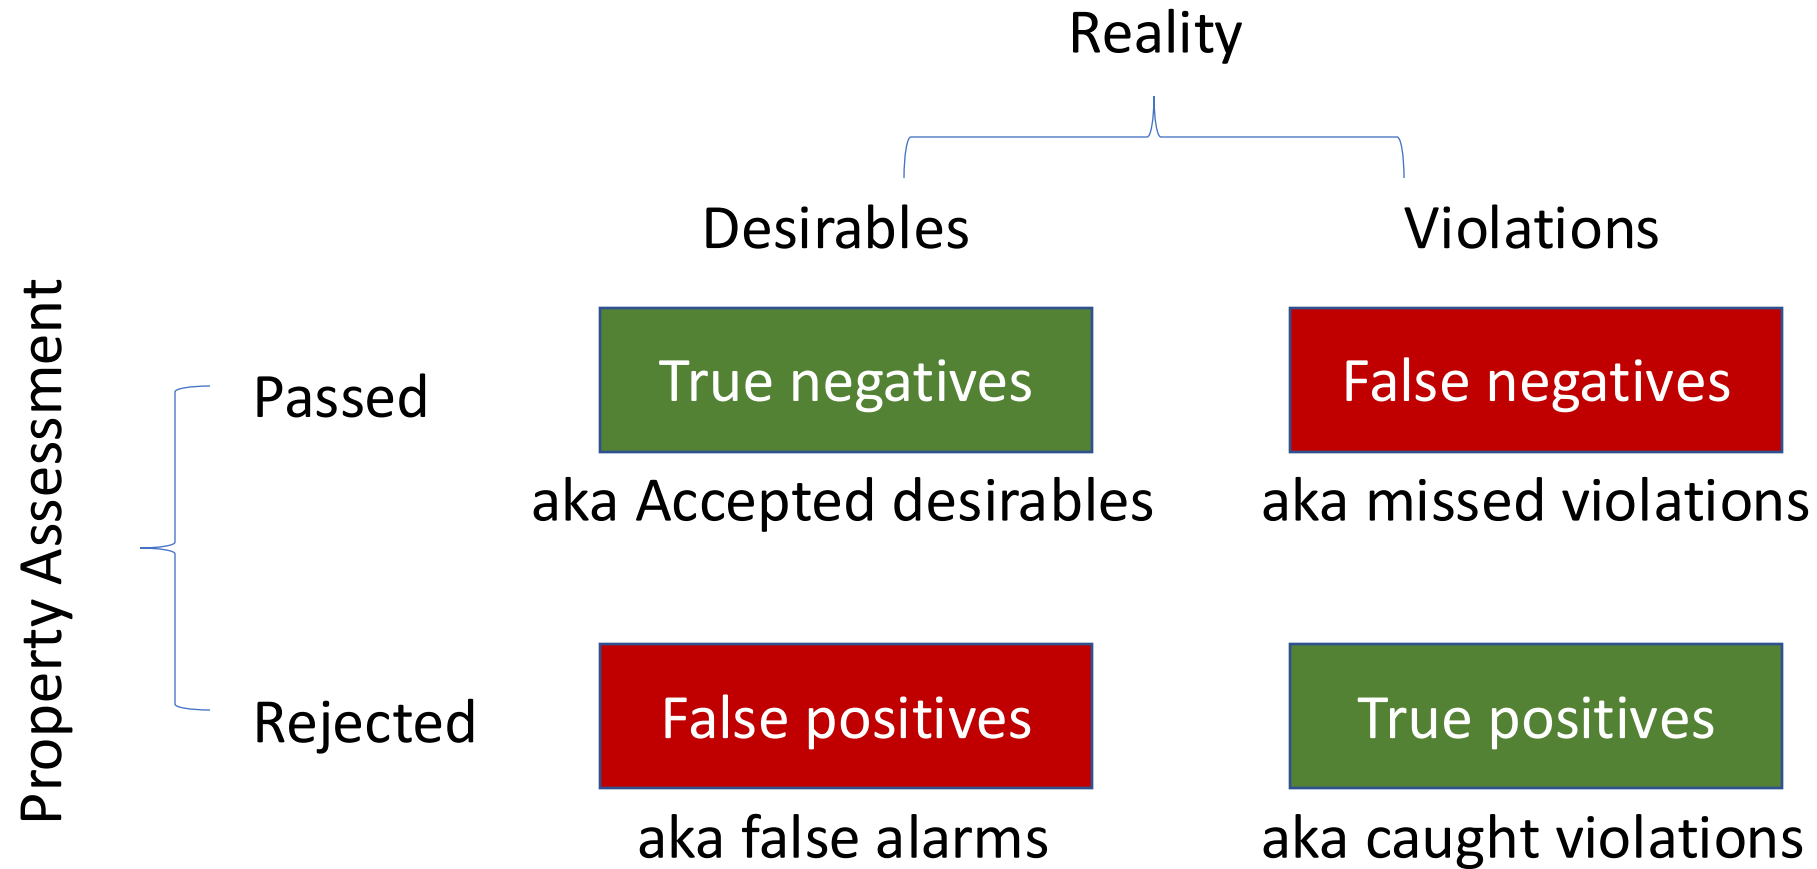 Reality
Desirables
Violations
Property Assessment
Passed
True negatives
False negatives
aka Accepted desirables
aka missed violations
Rejected
False positives
True positives
aka false alarms
aka caught violations